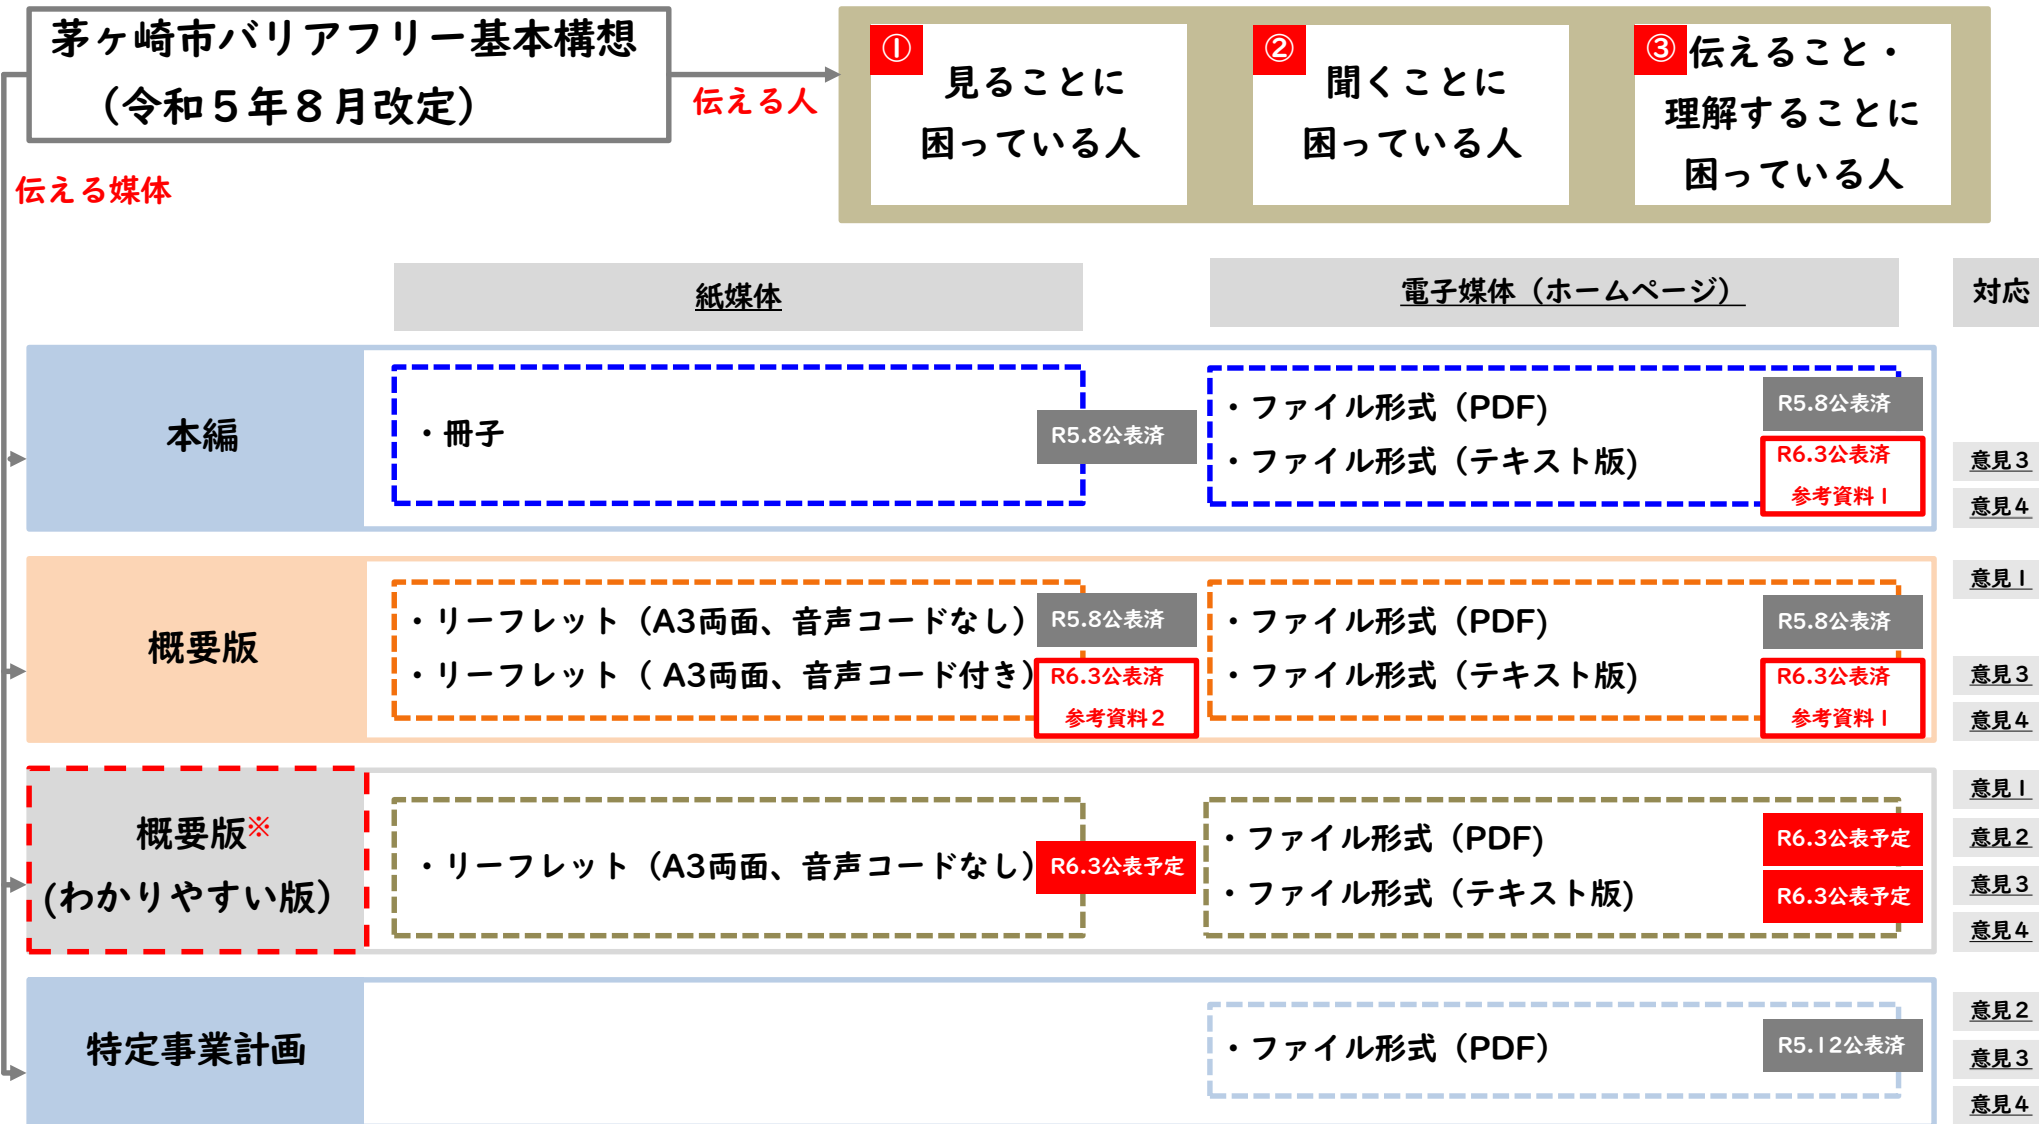 茅ヶ崎市バリアフリー基本構想
（令和５年８月改定）
伝える人
伝える媒体
①
見ることに
困っている人
②
聞くことに
困っている人
③
伝えること・
理解することに
困っている人
紙媒体
電子媒体（ホームページ）
対応
本編
・冊子
R5.8公表済
・ファイル形式（PDF)
R5.8公表済
・ファイル形式（テキスト版)
R6.3公表済
参考資料１
意見３
意見４
概要版
・リーフレット（A3両面、音声コードなし）
R5.8公表済
・リーフレット（ A3両面、音声コード付き）
R6.3公表済
参考資料２
・ファイル形式（PDF)
R5.8公表済
・ファイル形式（テキスト版)
R6.3公表済
参考資料１
意見１
意見３
意見４
概要版※
(わかりやすい版）
・リーフレット（A3両面、音声コードなし）
R6.3公表予定
・ファイル形式（PDF)
R6.3公表予定
・ファイル形式（テキスト版)
R6.3公表予定
意見１
意見２
意見３
意見４
特定事業計画
・ファイル形式（PDF）
R5.12公表済
意見２
意見３
意見４